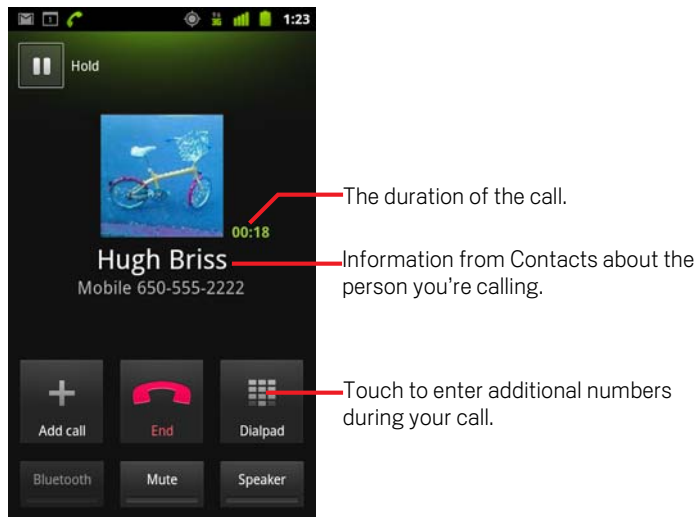 1:23
Hold
The duration of the call.
00:18
Hugh Briss
Information from Contacts about the
person you're calling.
Mobile 650-555-2222
Touch to enter additional numbers
during your call.
Add call
End
Dialpad
Bluetooth
Mute
Speaker